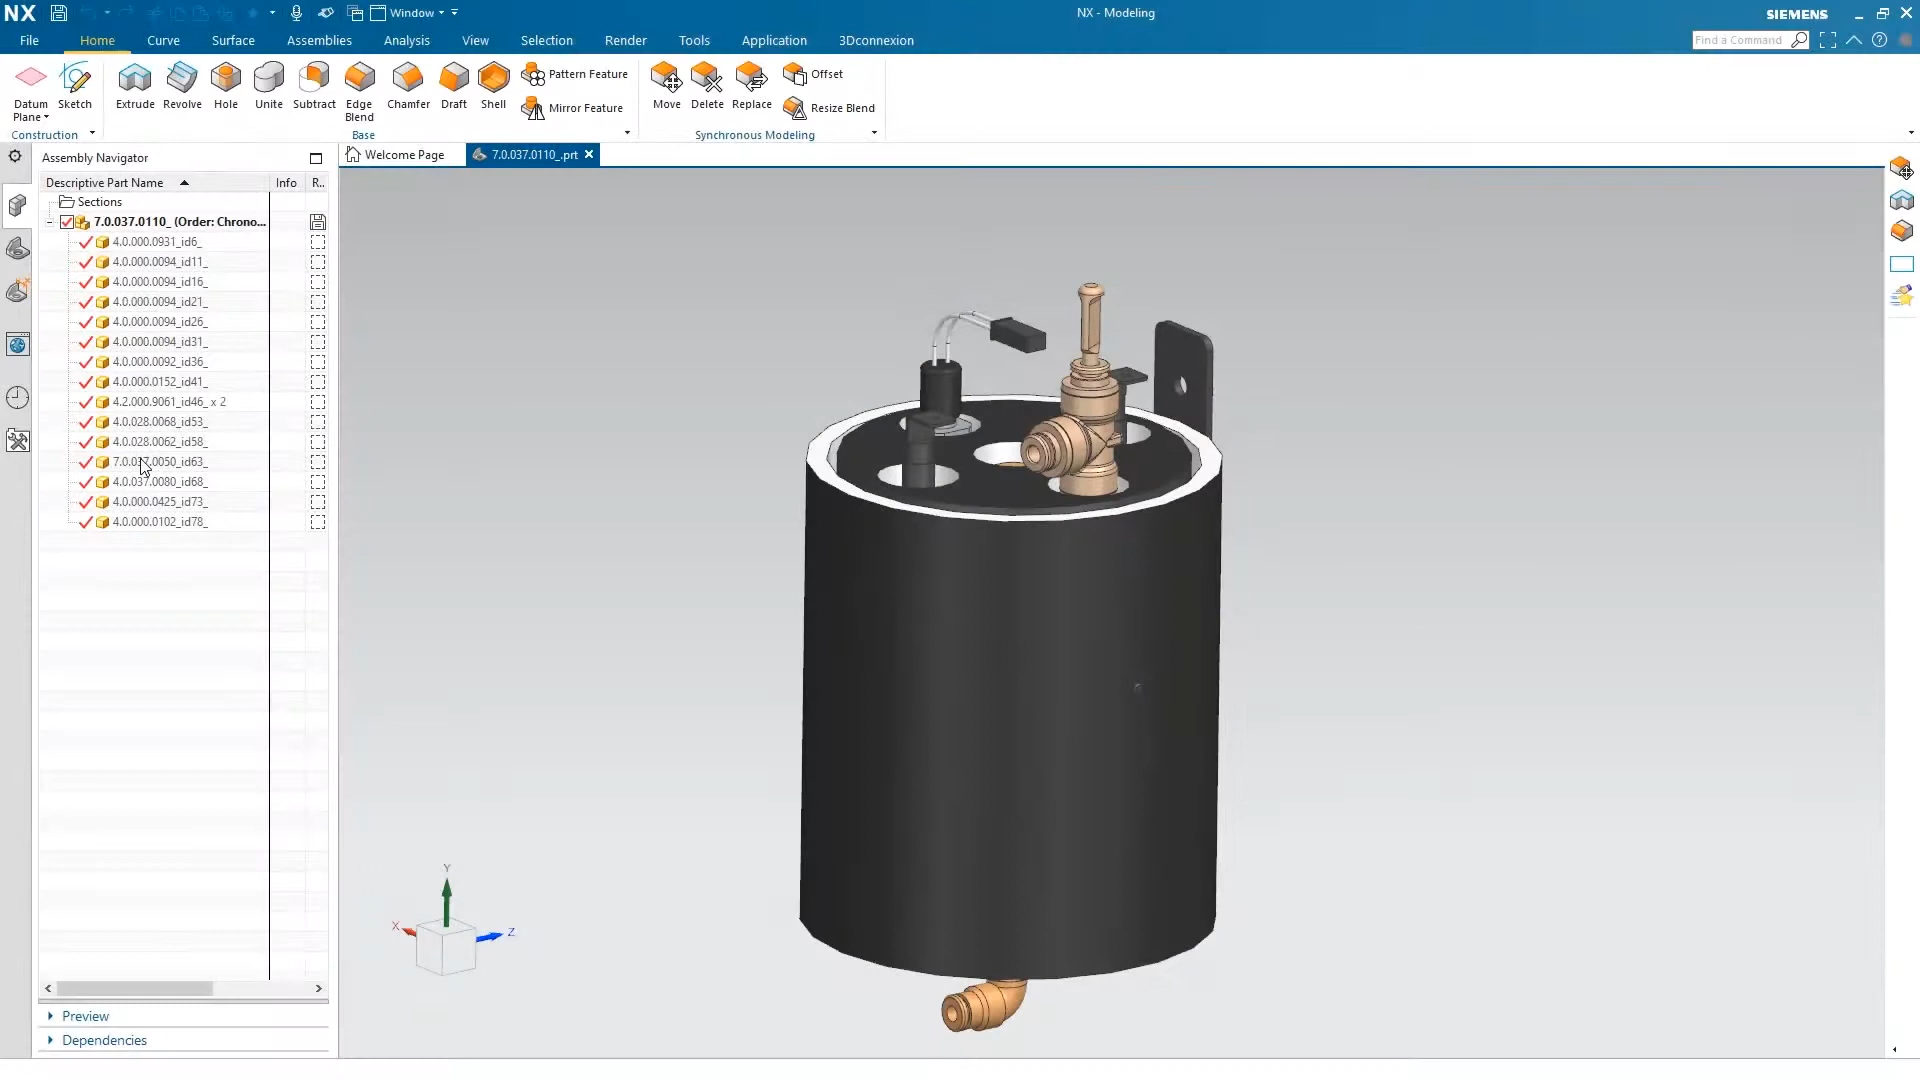 NX
Window
NX - Modeling
SIEMENS
File
Home
Curve
Surface
Assemblies
Analysis
View
Selection
Render
Tools
Application
3Dconnexion
Find a Command
Datum Plane
Sketch
Extrude
Revolve
Hole
Unite
Subtract
Edge Blend
Chamfer
Draft
Shell
Pattern Feature
Mirror Feature
Move
Delete
Replace
Offset
Resize Blend
Construction
Base
Synchronous Modeling
Assembly Navigator
Welcome Page
7.0.037.0110_.prt
Descriptive Part Name
Info
R..
Sections
7.0.037.0110_ (Order: Chrono...
4.0.000.0931_id6_
4.0.000.0094_id11_
4.0.000.0094_id16_
4.0.000.0094_id21_
4.0.000.0094_id26_
4.0.000.0094_id31_
4.0.000.0092_id36_
4.0.000.0152_id41_
4.2.000.9061_id46_ x 2
4.0.028.0068_id53_
4.0.028.0062_id58_
7.0.037.0050_id63_
4.0.037.0080_id68_
4.0.000.0425_id73_
4.0.000.0102_id78_
Y
X
Z
Preview
Dependencies